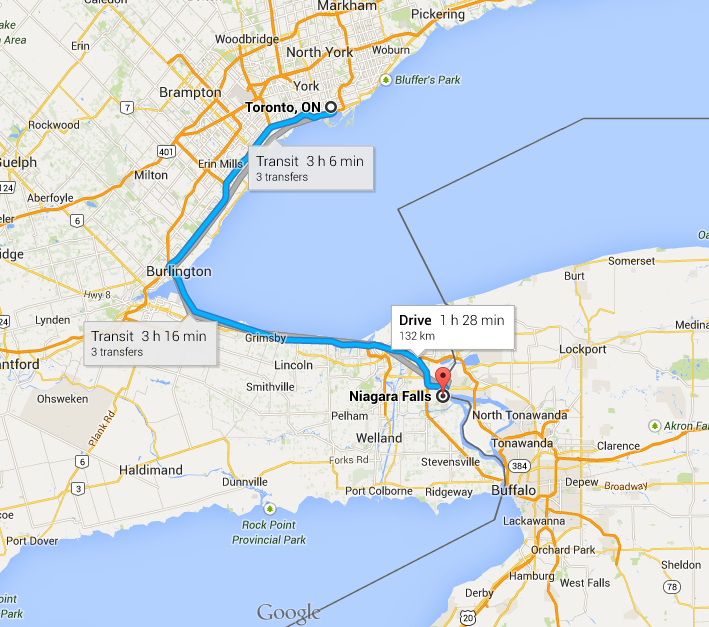 Caledon
Markham
Pickering
Woodbridge
Erin
North York
Woburn
Bluffer's Park
York
Brampton
Toronto, ON
7
Rockwood
401
Erin Mills
Transit 3 h 6 min
3 transfers
Guelph
Milton
124
Aberfoyle
6
Burlington
Somerset
Burt
Hwy 8
Lynden
Drive 1 h 28 min
132 km
Transit 3 h 16 min
3 transfers
Grimsby
Medina
Lockport
Lincoln
Smithville
Niagara Falls
Ohsweken
Plank Rd
Pelham
North Tonawanda
Akron Fa
Welland
Tonawanda
Clarence
6
Forks Rd
Stevensville
384
Haldimand
3
Dunnville
Port Colborne
Ridgeway
Buffalo
Depew
Broadway
Rock Point
Provincial Park
Lackawanna
Port Dover
Orchard Park
Sheldon
Hamburg
West Falls
78
Derby
Google
20